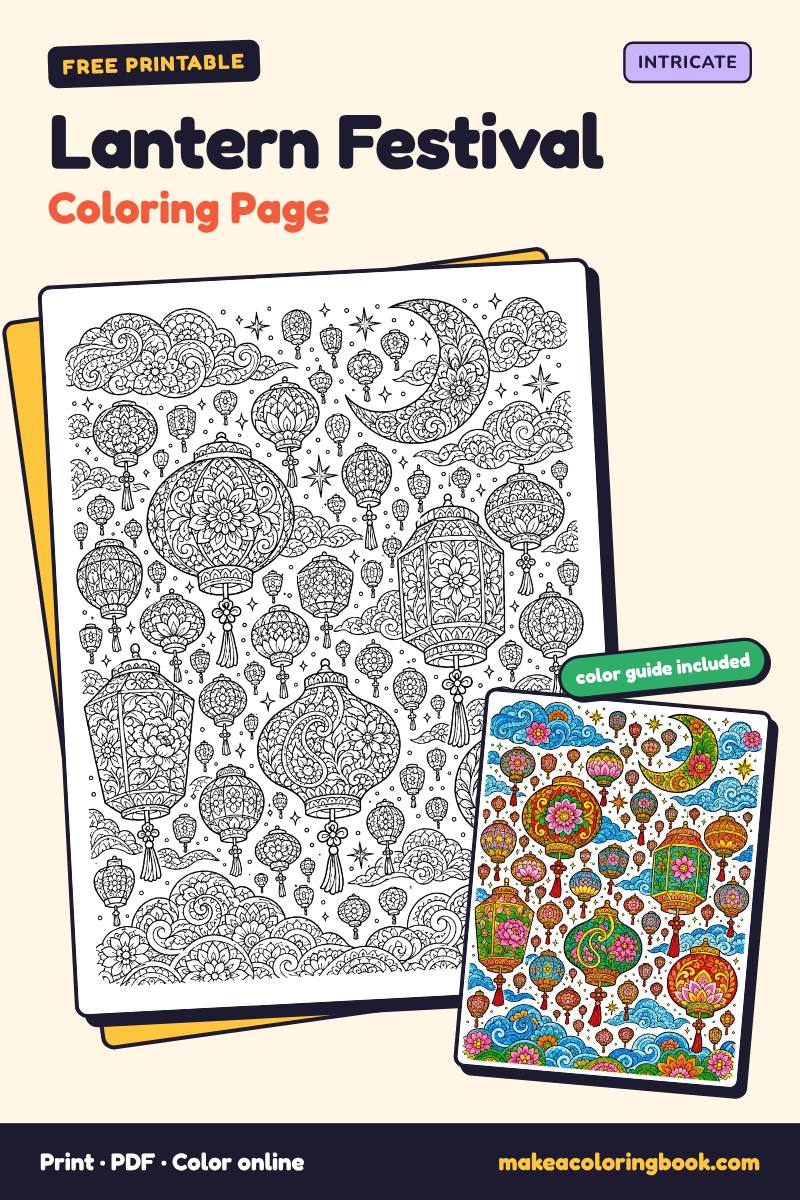 FREE PRINTABLE
INTRICATE
Lantern Festival
Coloring Page
color guide included
Print · PDF · Color online
makeacoloringbook.com